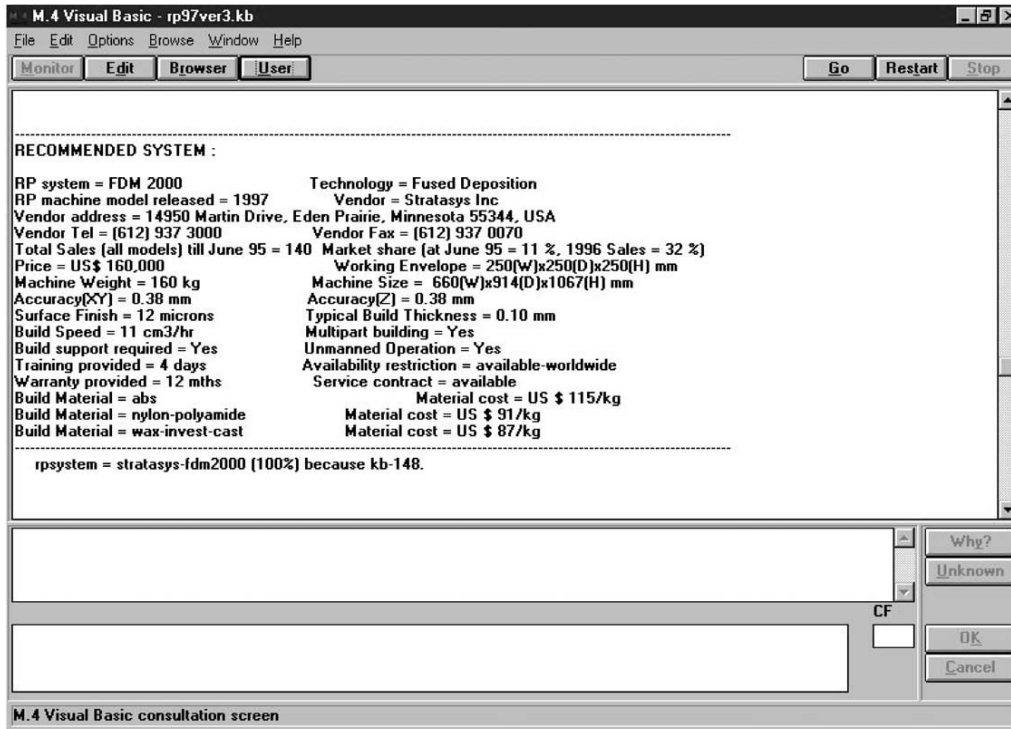 M.4 Visual Basic - rp97ver3.kb
File Edit Options Browse Window Help
Monitor Edit Browser User Go Restart Stop
RECOMMENDED SYSTEM :
RP system = FDM 2000 Technology = Fused Deposition
RP machine model released = 1997 Vendor = Stratasys Inc
Vendor address = 14950 Martin Drive, Eden Prairie, Minnesota 55344, USA
Vendor Tel = (612) 937 3000 Vendor Fax = (612) 937 0070
Total Sales (all models) till June 95 = 140 Market share (at June 95 = 11 %, 1996 Sales = 32 %)
Price = US$ 160,000 Working Envelope = 250(W)x250(D)x250(H) mm
Machine Weight = 160 kg Machine Size = 660(W)x914(D)x1067(H) mm
Accuracy(XY) = 0.38 mm Accuracy(Z) = 0.38 mm
Surface Finish = 12 microns Typical Build Thickness = 0.10 mm
Build Speed = 11 cm3/hr Multipart building = Yes
Build support required = Yes Unmanned Operation = Yes
Training provided = 4 days Availability restriction = available-worldwide
Warranty provided = 12 mths Service contract = available
Build Material = abs Material cost = US $ 115/kg
Build Material = nylon-polyamide Material cost = US $ 91/kg
Build Material = wax-invest-cast Material cost = US $ 87/kg
rpsystem = stratasys-fdm2000 (100%) because kb-148.
Why?
Unknown
CF
OK
Cancel
M.4 Visual Basic consultation screen